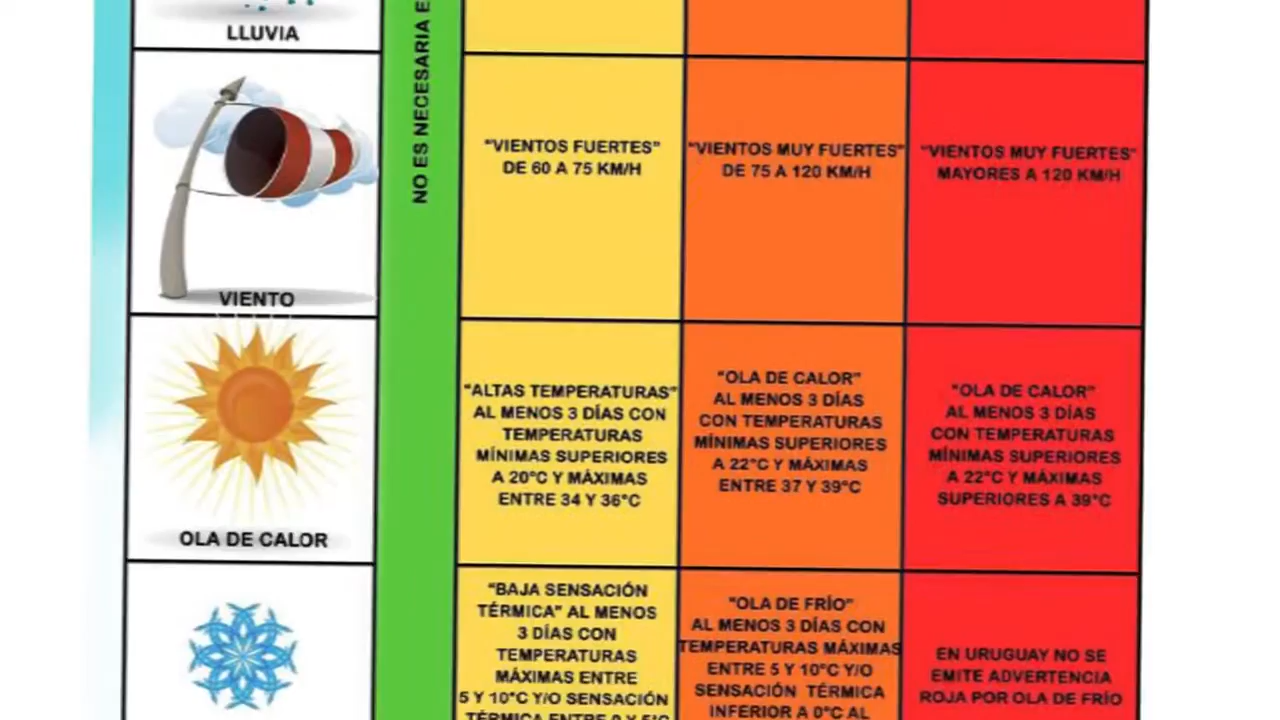 LLUVIA
NO ES NECESARIA
"VIENTOS FUERTES"
DE 60 A 75 KM/H
"VIENTOS MUY FUERTES"
DE 75 A 120 KM/H
"VIENTOS MUY FUERTES"
MAYORES A 120 KM/H
VIENTO
"ALTAS TEMPERATURAS"
AL MENOS 3 DÍAS CON
TEMPERATURAS
MÍNIMAS SUPERIORES
A 20°C Y MÁXIMAS
ENTRE 34 Y 36°C
"OLA DE CALOR"
AL MENOS 3 DÍAS
CON TEMPERATURAS
MÍNIMAS SUPERIORES
A 22°C Y MÁXIMAS
ENTRE 37 Y 39°C
"OLA DE CALOR"
AL MENOS 3 DÍAS
CON TEMPERATURAS
MÍNIMAS SUPERIORES
A 22°C Y MÁXIMAS
SUPERIORES A 39°C
OLA DE CALOR
"BAJA SENSACIÓN
TÉRMICA" AL MENOS
3 DÍAS CON
TEMPERATURAS
MÁXIMAS ENTRE
5 Y 10°C Y/O SENSACIÓN
TÉRMICA ENTRE 0 Y 5°C
"OLA DE FRÍO"
AL MENOS 3 DÍAS CON
TEMPERATURAS MÁXIMAS
ENTRE 5 Y 10°C Y/O
SENSACIÓN TÉRMICA
INFERIOR A 0°C AL
EN URUGUAY NO SE
EMITE ADVERTENCIA
ROJA POR OLA DE FRÍO